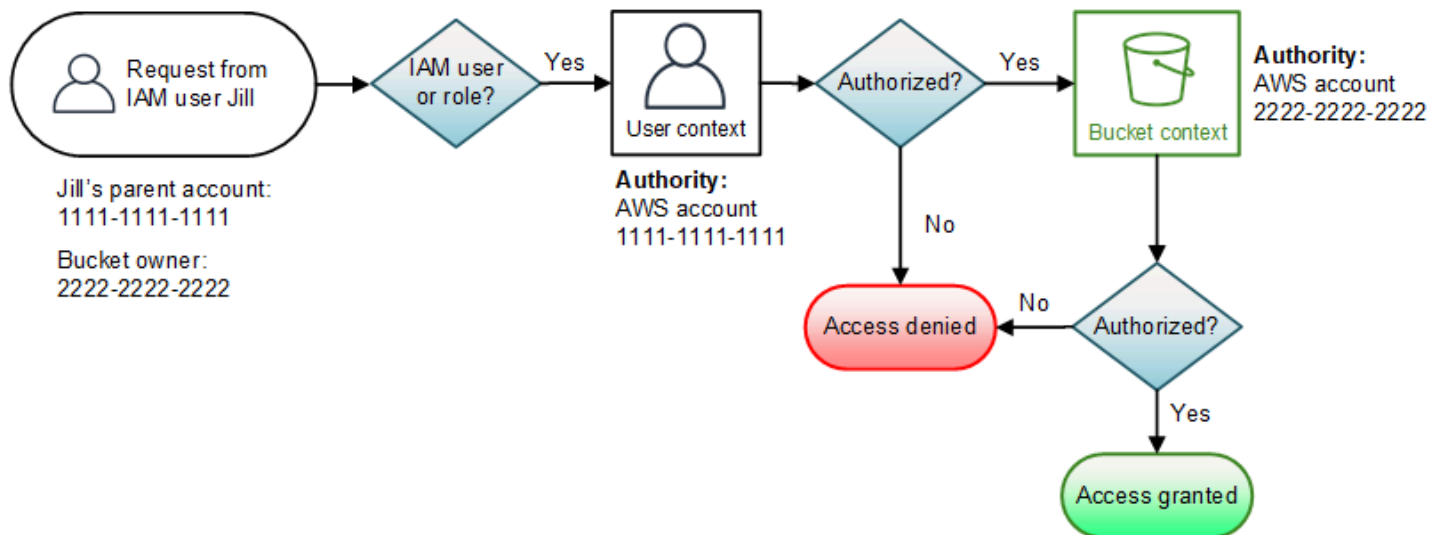 Request from
IAM user Jill
IAM user
or role?
Yes
User context
Authorized?
Yes
Bucket context
Authority:
AWS account
2222-2222-2222
Jill's parent account:
1111-1111-1111
Bucket owner:
2222-2222-2222
Authority:
AWS account
1111-1111-1111
No
Access denied
No
Authorized?
Yes
Access granted